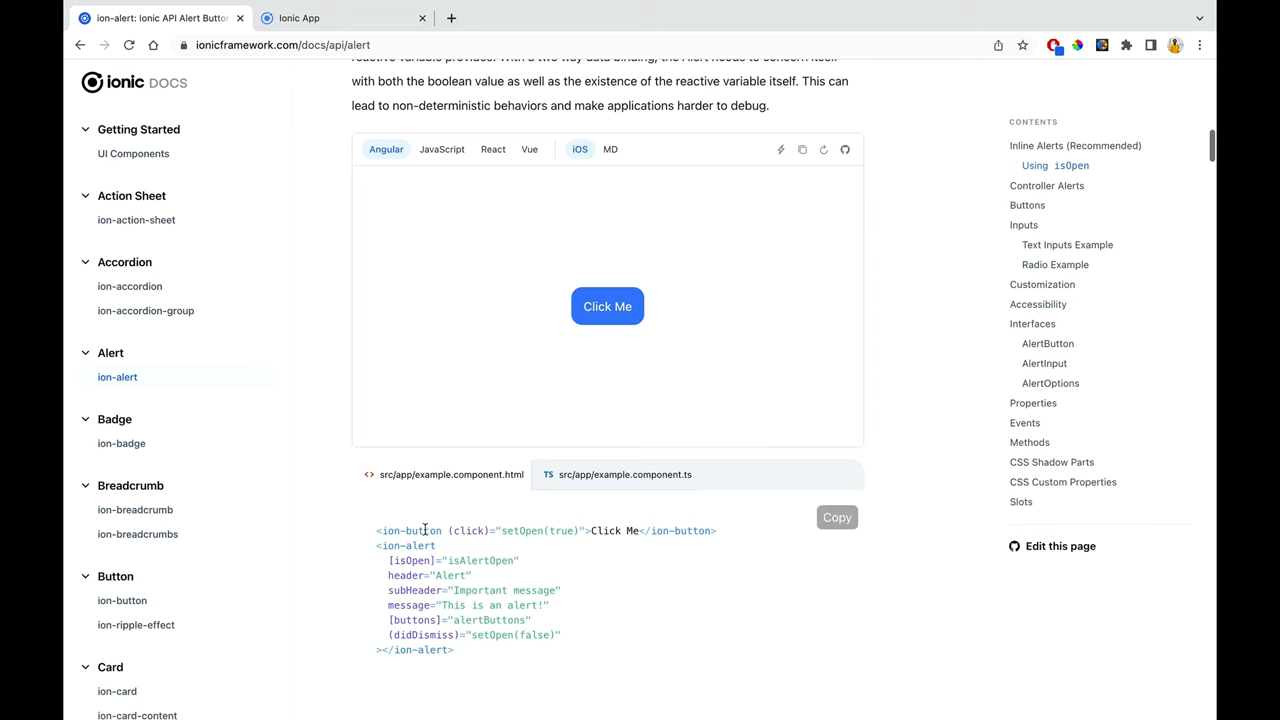 ion-alert: Ionic API Alert Button
Ionic App
ionicframework.com/docs/api/alert
ionic DOCS
Getting Started
UI Components
Action Sheet
ion-action-sheet
Accordion
ion-accordion
ion-accordion-group
Alert
ion-alert
Badge
ion-badge
Breadcrumb
ion-breadcrumb
ion-breadcrumbs
Button
ion-button
ion-ripple-effect
Card
ion-card
ion-card-content
with both the boolean value as well as the existence of the reactive variable itself. This can
lead to non-deterministic behaviors and make applications harder to debug.
Angular JavaScript React Vue iOS MD
Click Me
src/app/example.component.html
TS src/app/example.component.ts
Copy
<ion-button (click)="setOpen(true)">Click Me</ion-button>
<ion-alert
[isOpen]="isAlertOpen"
header="Alert"
subHeader="Important message"
message="This is an alert!"
[buttons]="alertButtons"
(didDismiss)="setOpen(false)"
></ion-alert>
CONTENTS
Inline Alerts (Recommended)
Using isOpen
Controller Alerts
Buttons
Inputs
Text Inputs Example
Radio Example
Customization
Accessibility
Interfaces
AlertButton
AlertInput
AlertOptions
Properties
Events
Methods
CSS Shadow Parts
CSS Custom Properties
Slots
Edit this page